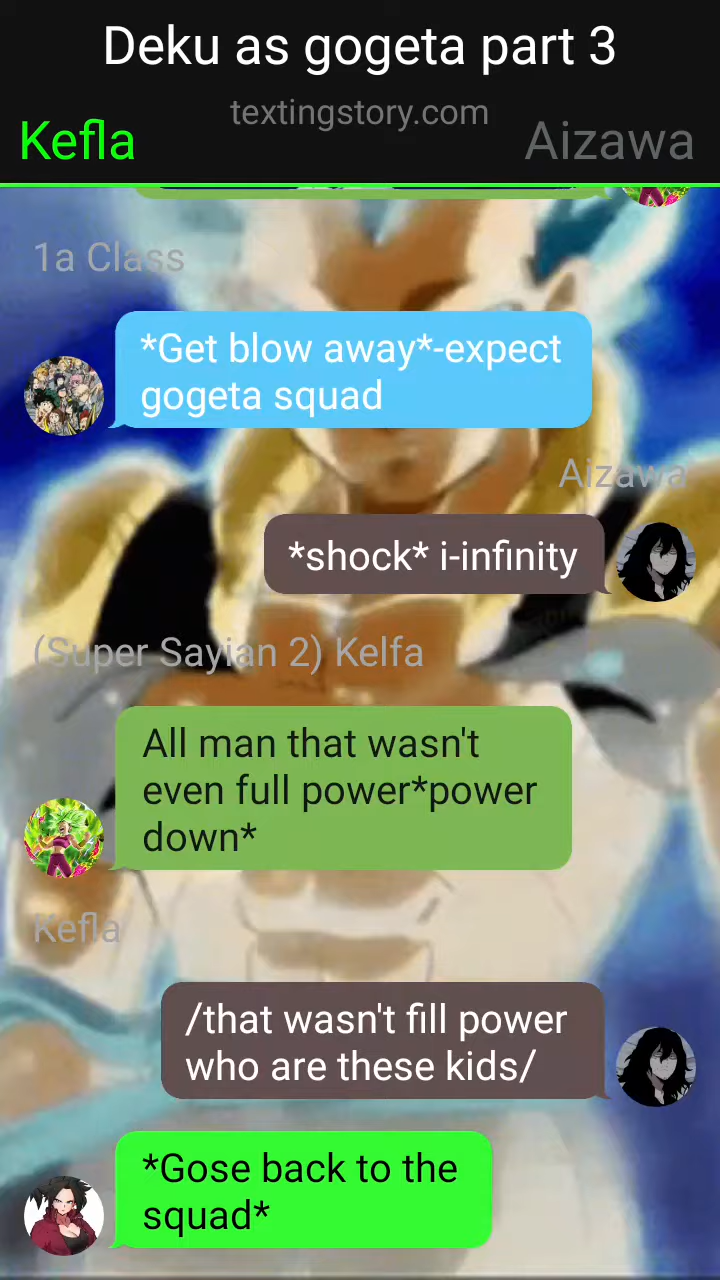 Deku as gogeta part 3
textingstory.com
Kefla
Aizawa
1a Class
*Get blow away*-expect
gogeta squad
Aizawa
*shock* i-infinity
(Super Sayian 2) Kelfa
All man that wasn't
even full power*power
down*
Kefla
/that wasn't fill power
who are these kids/
*Gose back to the
squad*